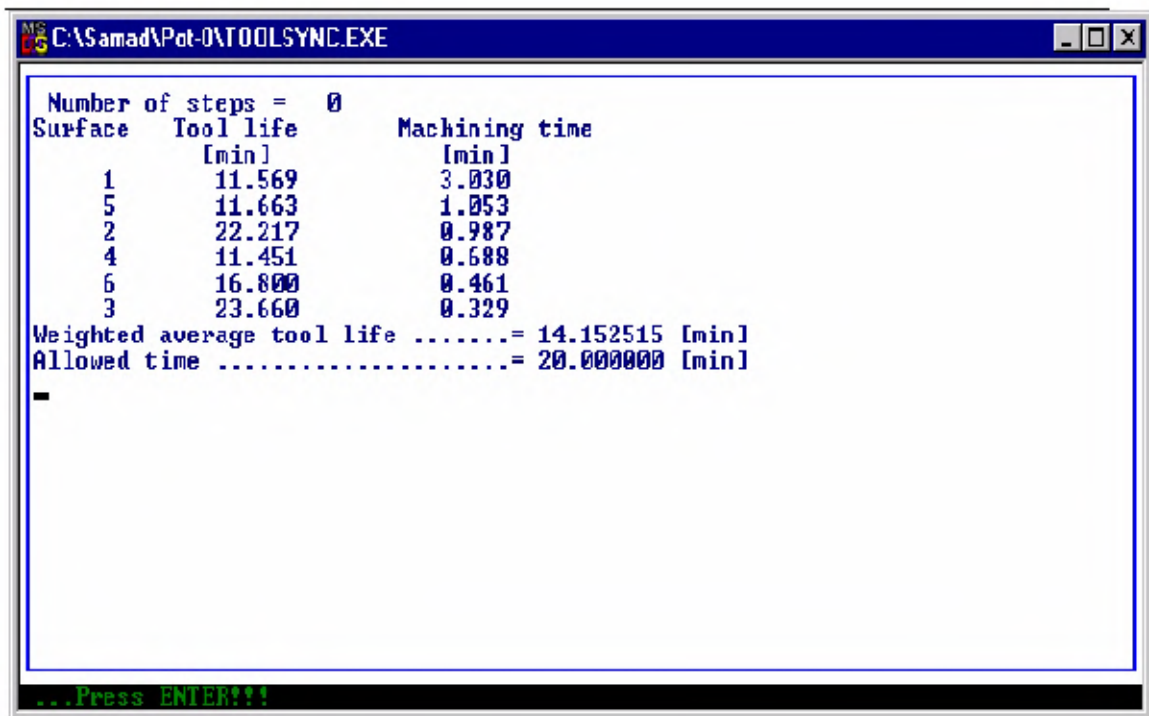 C:\Samad\Pot-0\TOOLSYNC.EXE
Number of steps = 0
Surface Tool life Machining time
[min] [min]
1 11.569 3.030
5 11.663 1.053
2 22.217 0.987
4 11.451 0.688
6 16.800 0.461
3 23.660 0.329
Weighted average tool life .......= 14.152515 [min]
Allowed time .....................= 20.000000 [min]
...Press ENTER!!!